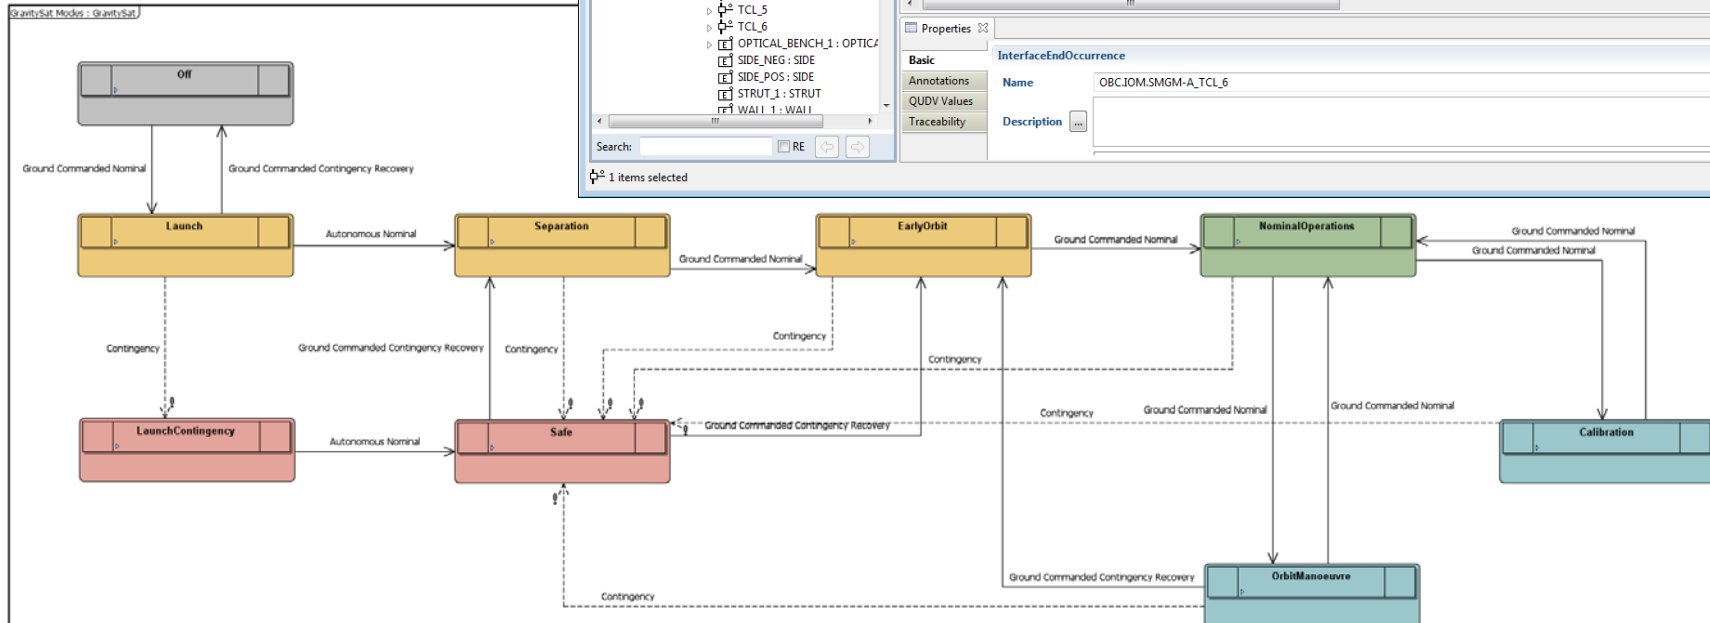 GravitySat Modes : GravitySat
TCL_5
TCL_6
OPTICAL_BENCH_1 : OPTICA
SIDE_NEG : SIDE
SIDE_POS : SIDE
STRUT_1 : STRUT
WALL_1 : WALL
Search:
RE
1 items selected
Properties
Basic
Annotations
QUDV Values
Traceability
InterfaceEndOccurrence
Name
OBC.IOM.SMGM-A_TCL_6
Description
...
Off
Ground Commanded Nominal
Ground Commanded Contingency Recovery
Launch
Autonomous Nominal
Separation
Ground Commanded Nominal
EarlyOrbit
Ground Commanded Nominal
NominalOperations
Ground Commanded Nominal
Ground Commanded Nominal
Contingency
Ground Commanded Contingency Recovery
Contingency
Contingency
Contingency
Contingency
Ground Commanded Nominal
Ground Commanded Nominal
LaunchContingency
Autonomous Nominal
Safe
Ground Commanded Contingency Recovery
Calibration
Ground Commanded Contingency Recovery
OrbitManoeuvre
Contingency